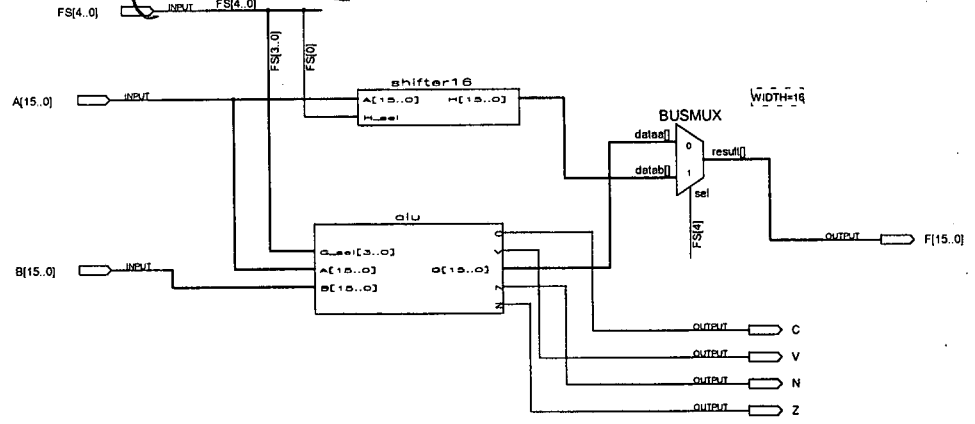 FS[4..0] INPUT FS[4..0]
FS[3..0] FS[0]
shifter16
A[15..0] INPUT A[15..0] H[15..0]
H_sel
WIDTH=16
BUSMUX
dataa[] 0 result[]
datab[] 1
sel
FS[4]
alu
G_sel[3..0] C
V
OUTPUT F[15..0]
B[15..0] INPUT A[15..0] G[15..0]
B[15..0]
N
Z
OUTPUT C
OUTPUT V
OUTPUT N
OUTPUT Z